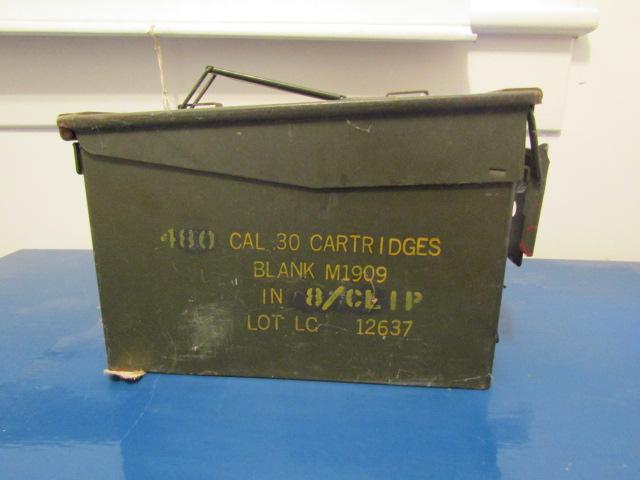 480 CAL .30 CARTRIDGES
BLANK M1909
IN 8/CLIP
LOT LC 12637